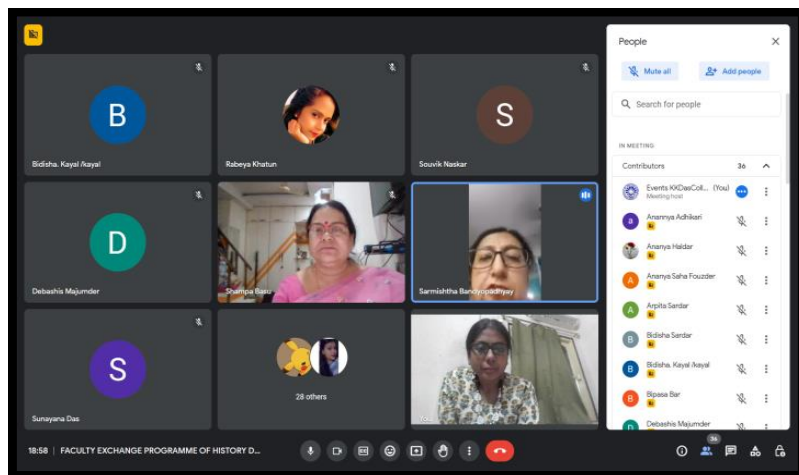 People
Mute all
Add people
Search for people
IN MEETING
Contributors 36
Events KKDasColl... (You)
Meeting host
a
Anannya Adhikari
Ananya Haldar
A
Ananya Saha Fouzder
A
Arpita Sardar
B
Bidisha Sardar
B
Bidisha. Kayal /kayal
B
Bipasa Bar
D
Debashis Majumder
B
Bidisha. Kayal /kayal
Rabeya Khatun
S
Souvik Naskar
D
Debashis Majumder
Shampa Basu
Sarmishtha Bandyopadhyay
S
Sunayana Das
28 others
You
18:58 | FACULTY EXCHANGE PROGRAMME OF HISTORY D...
36